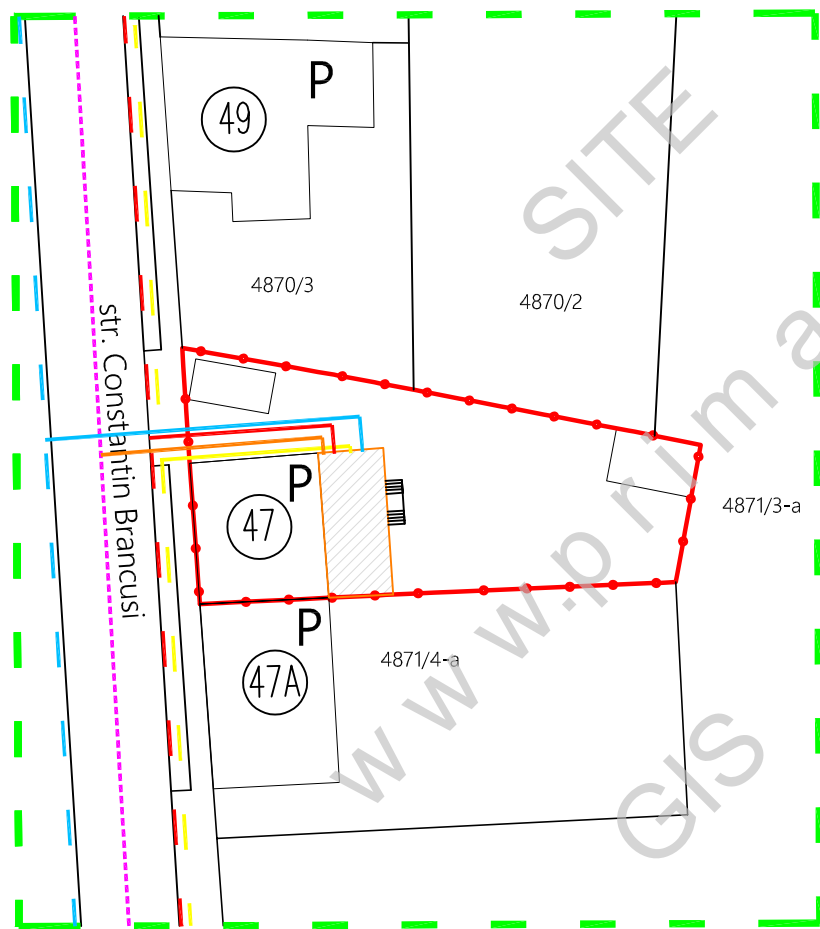 P
49
SITE
4870/3
4870/2
str. Constantin Brancusi
P
47
4871/3-a
P
47A
4871/4-a
www.prima
GIS